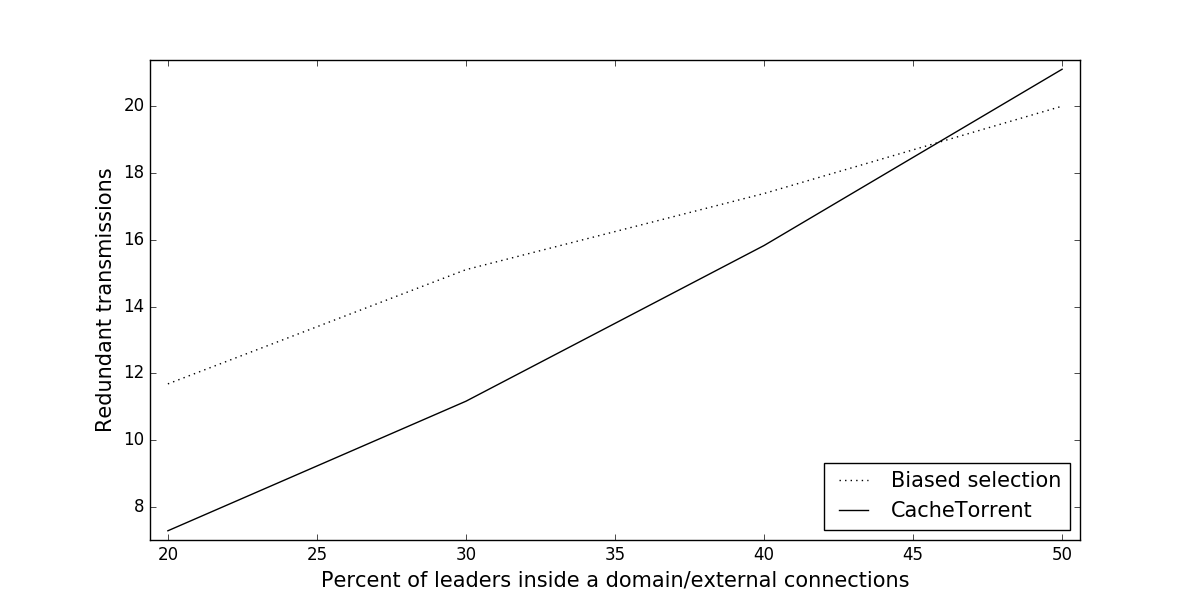 Redundant transmissions
20
18
16
14
12
10
8
Biased selection
CacheTorrent
20 25 30 35 40 45 50
Percent of leaders inside a domain/external connections